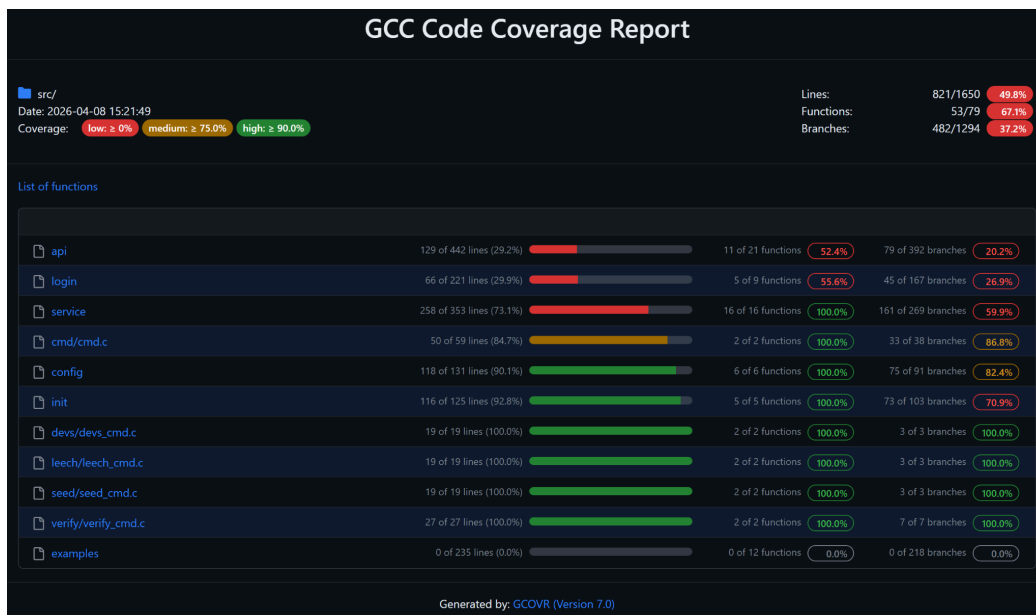 GCC Code Coverage Report
src/
Date: 2026-04-08 15:21:49
Coverage: low: ≥ 0% medium: ≥ 75.0% high: ≥ 90.0%
Lines: 821/1650 49.8%
Functions: 53/79 67.1%
Branches: 482/1294 37.2%
List of functions
api 129 of 442 lines (29.2%) 11 of 21 functions 52.4% 79 of 392 branches 20.2%
login 66 of 221 lines (29.9%) 5 of 9 functions 55.6% 45 of 167 branches 26.9%
service 258 of 353 lines (73.1%) 16 of 16 functions 100.0% 161 of 269 branches 59.9%
cmd/cmd.c 50 of 59 lines (84.7%) 2 of 2 functions 100.0% 33 of 38 branches 86.8%
config 118 of 131 lines (90.1%) 6 of 6 functions 100.0% 75 of 91 branches 82.4%
init 116 of 125 lines (92.8%) 5 of 5 functions 100.0% 73 of 103 branches 70.9%
devs/devs_cmd.c 19 of 19 lines (100.0%) 2 of 2 functions 100.0% 3 of 3 branches 100.0%
leech/leech_cmd.c 19 of 19 lines (100.0%) 2 of 2 functions 100.0% 3 of 3 branches 100.0%
seed/seed_cmd.c 19 of 19 lines (100.0%) 2 of 2 functions 100.0% 3 of 3 branches 100.0%
verify/verify_cmd.c 27 of 27 lines (100.0%) 2 of 2 functions 100.0% 7 of 7 branches 100.0%
examples 0 of 235 lines (0.0%) 0 of 12 functions 0.0% 0 of 218 branches 0.0%
Generated by: GCOVR (Version 7.0)